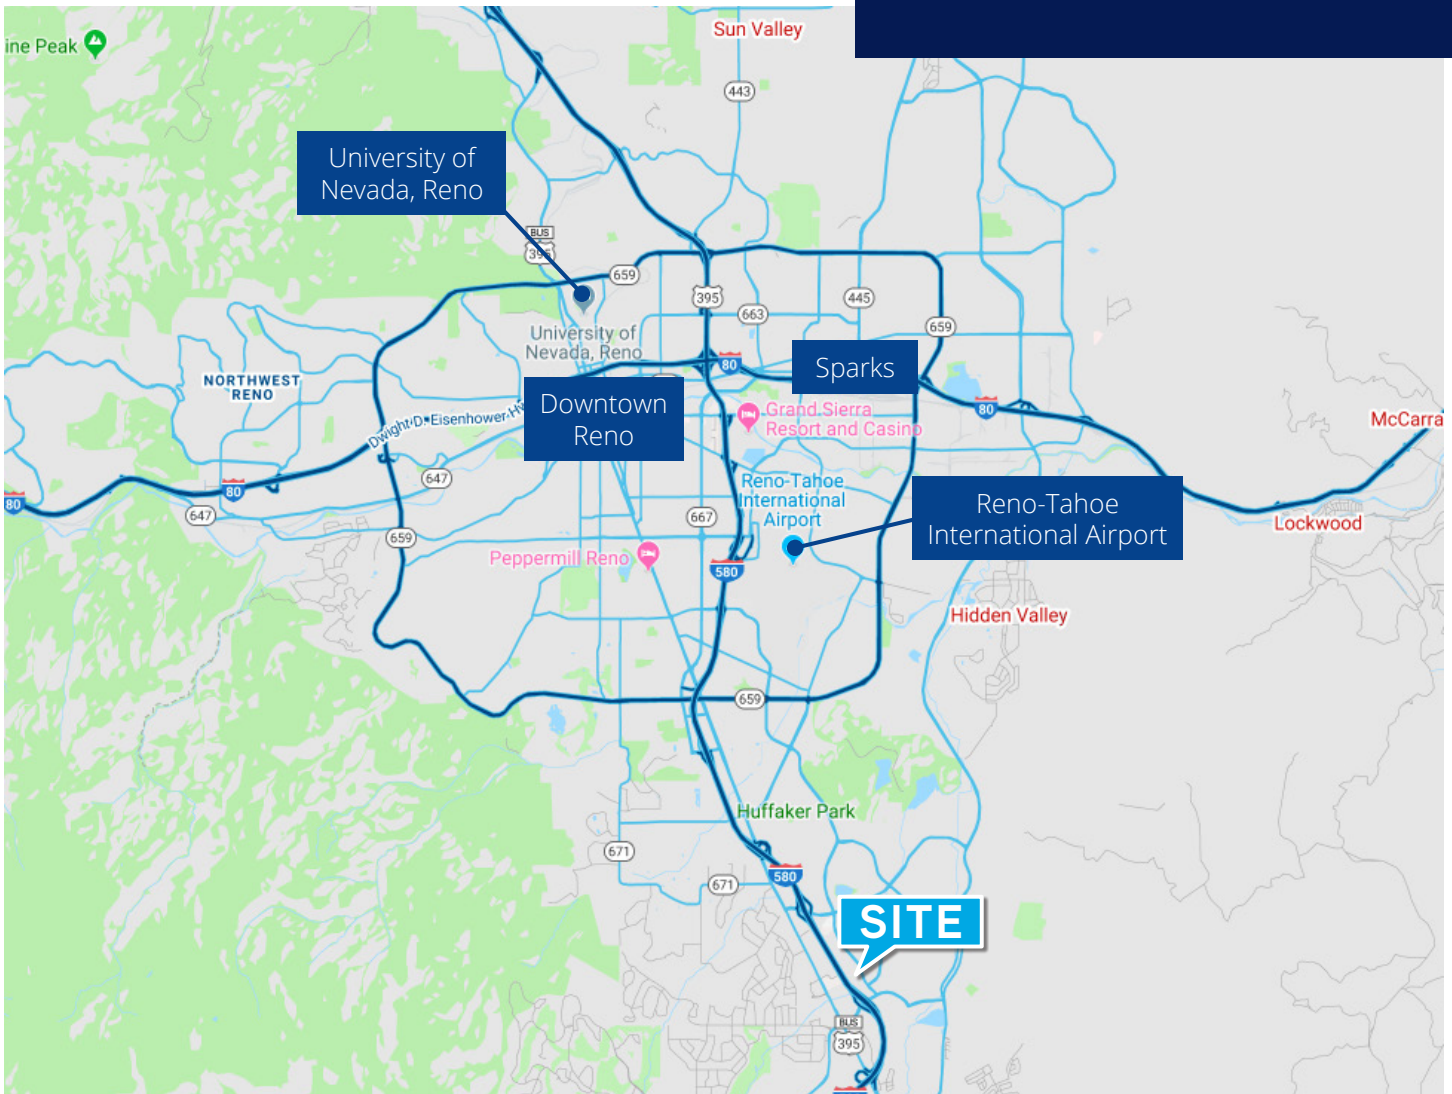 Sun Valley
ine Peak
443
University of
Nevada, Reno
BUS
395
659
395
445
663
659
University of
Nevada, Reno
80
Sparks
NORTHWEST
RENO
Downtown
Reno
80
Grand Sierra
Resort and Casino
McCarra
Dwight D. Eisenhower Hw
647
Reno-Tahoe
International
Airport
80
80
647
667
Reno-Tahoe
International Airport
Lockwood
659
Peppermill Reno
580
Hidden Valley
659
Huffaker Park
671
580
671
SITE
BUS
395